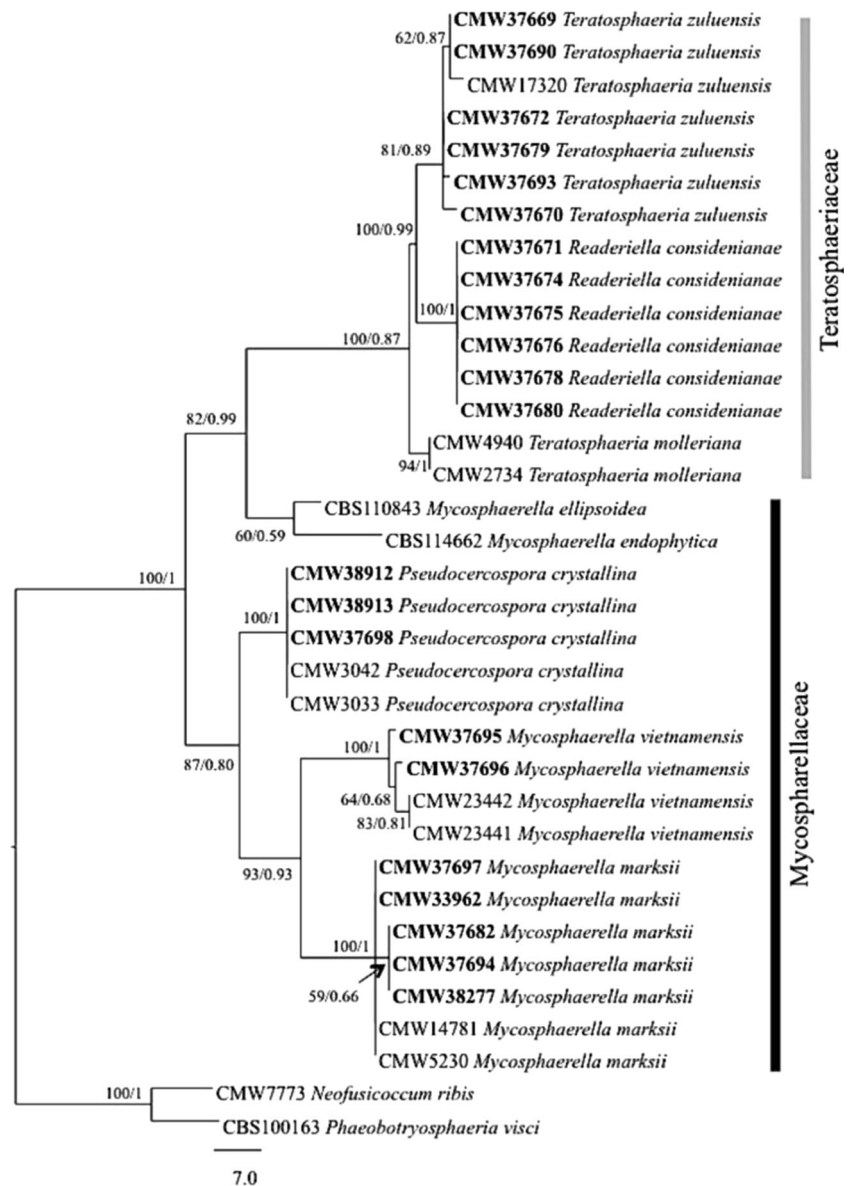 CMW37669 Teratosphaeria zuluensis
62/0.87
CMW37690 Teratosphaeria zuluensis
CMW17320 Teratosphaeria zuluensis
CMW37672 Teratosphaeria zuluensis
81/0.89
CMW37679 Teratosphaeria zuluensis
CMW37693 Teratosphaeria zuluensis
CMW37670 Teratosphaeria zuluensis
100/0.99
CMW37671 Readeriella considenianae
CMW37674 Readeriella considenianae
100/1
CMW37675 Readeriella considenianae
CMW37676 Readeriella considenianae
100/0.87
CMW37678 Readeriella considenianae
CMW37680 Readeriella considenianae
82/0.99
CMW4940 Teratosphaeria molleriana
94/1
CMW2734 Teratosphaeria molleriana
Teratosphaeriaceae
CBS110843 Mycosphaerella ellipsoidea
60/0.59
CBS114662 Mycosphaerella endophytica
100/1
CMW38912 Pseudocercospora crystallina
CMW38913 Pseudocercospora crystallina
100/1
CMW37698 Pseudocercospora crystallina
CMW3042 Pseudocercospora crystallina
CMW3033 Pseudocercospora crystallina
CMW37695 Mycosphaerella vietnamensis
100/1
87/0.80
CMW37696 Mycosphaerella vietnamensis
64/0.68
CMW23442 Mycosphaerella vietnamensis
83/0.81
CMW23441 Mycosphaerella vietnamensis
93/0.93
CMW37697 Mycosphaerella marksii
CMW33962 Mycosphaerella marksii
CMW37682 Mycosphaerella marksii
100/1
CMW37694 Mycosphaerella marksii
59/0.66
CMW38277 Mycosphaerella marksii
CMW14781 Mycosphaerella marksii
CMW5230 Mycosphaerella marksii
Mycospharellaceae
100/1
CMW7773 Neofusicoccum ribis
CBS100163 Phaeobotryosphaeria visci
7.0